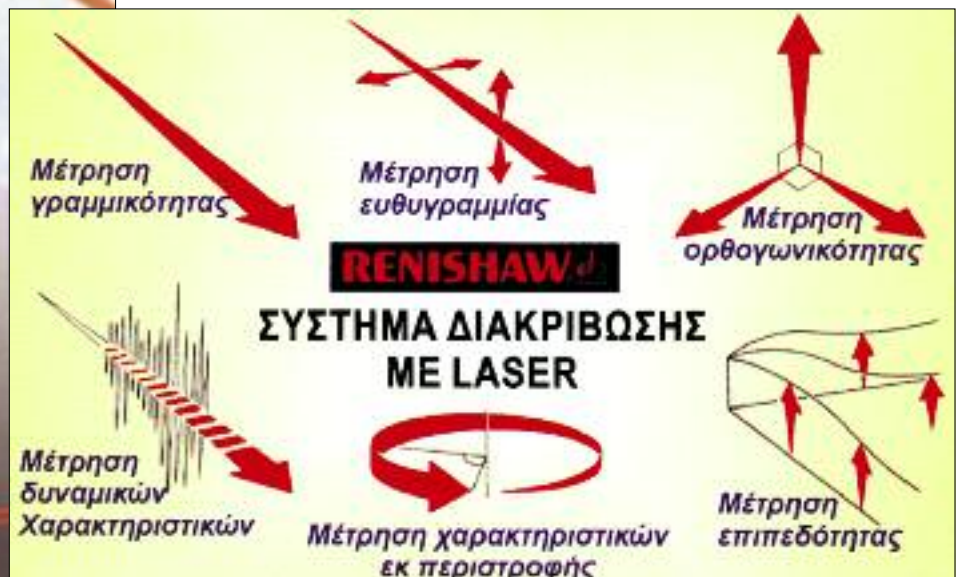 Μέτρηση
γραμμικότητας
Μέτρηση
ευθυγραμμίας
Μέτρηση
ορθογωνικότητας
RENISHAW
ΣΥΣΤΗΜΑ ΔΙΑΚΡΙΒΩΣΗΣ
ΜΕ LASER
Μέτρηση
δυναμικών
Χαρακτηριστικών
Μέτρηση χαρακτηριστικών
εκ περιστροφής
Μέτρηση
επιπεδότητας